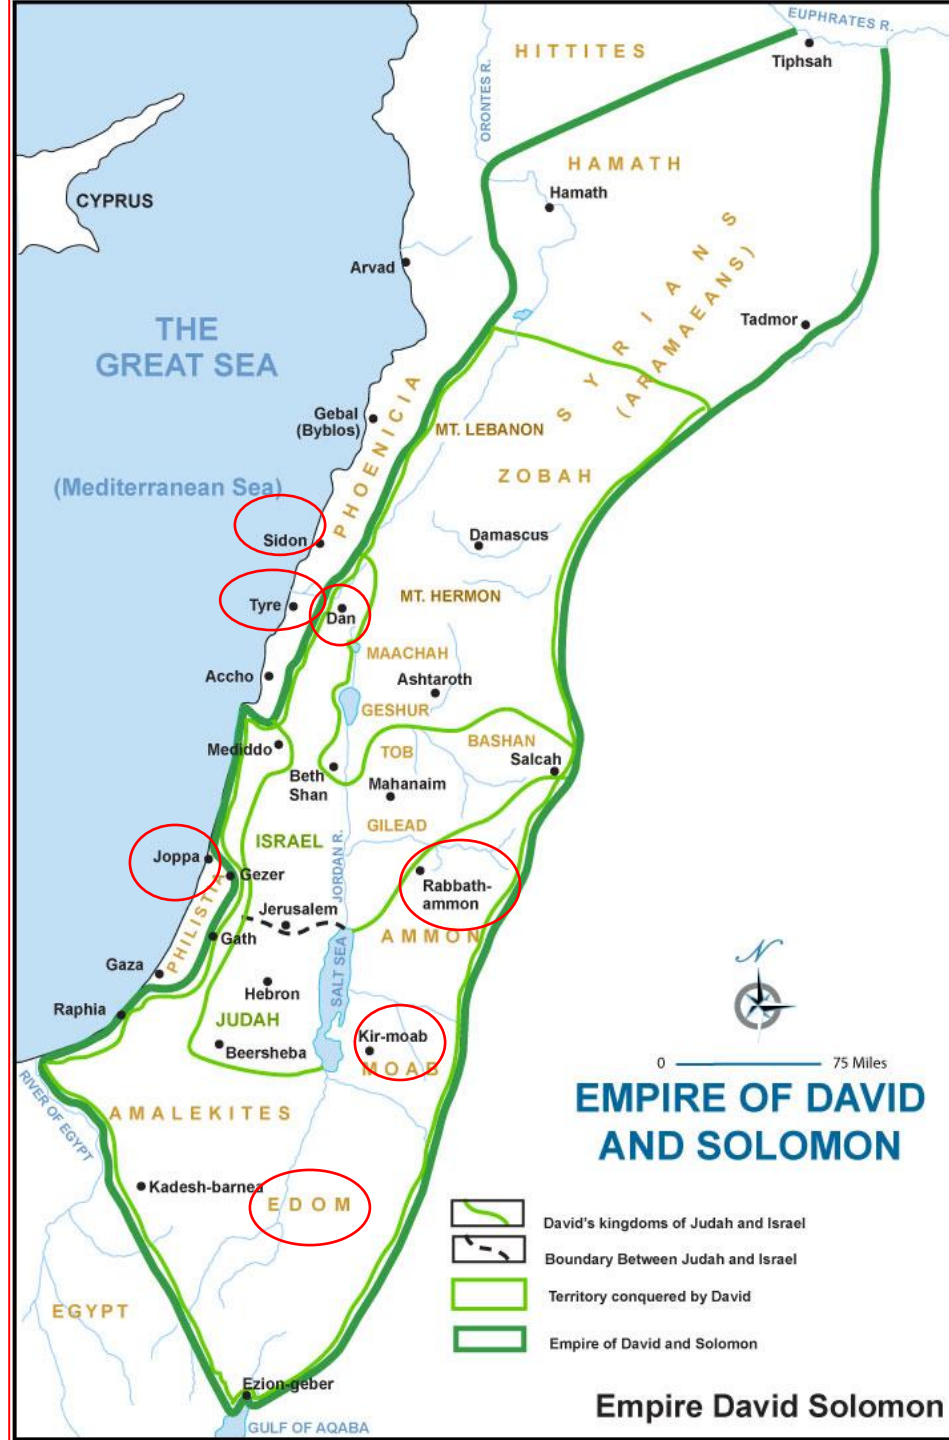 EUPHRATES R.
HITTITES
Tiphsah
ORONTES R.
HAMATH
Hamath
CYPRUS
Arvad
SYRIANS
(ARAMAEANS)
Tadmor
THE
GREAT SEA
Gebal
(Byblos)
PHOENICIA
MT. LEBANON
ZOBAH
(Mediterranean Sea)
Sidon
Damascus
Tyre
Dan
MT. HERMON
MAACHAH
Accho
Ashtaroth
GESHUR
Mediddo
TOB
BASHAN
Salcah
Beth
Shan
Mahanaim
GILEAD
ISRAEL
JORDAN R.
Joppa
Gezer
Rabbath-
ammon
PHILISTIA
Jerusalem
Gath
AMMON
SALT SEA
Gaza
Hebron
Raphia
JUDAH
Beersheba
Kir-moab
MOAB
N
0 75 Miles
RIVER OF EGYPT
AMALEKITES
EMPIRE OF DAVID
AND SOLOMON
Kadesh-barnea
EDOM
David's kingdoms of Judah and Israel
Boundary Between Judah and Israel
Territory conquered by David
EGYPT
Empire of David and Solomon
Ezion-geber
GULF OF AQABA
Empire David Solomon